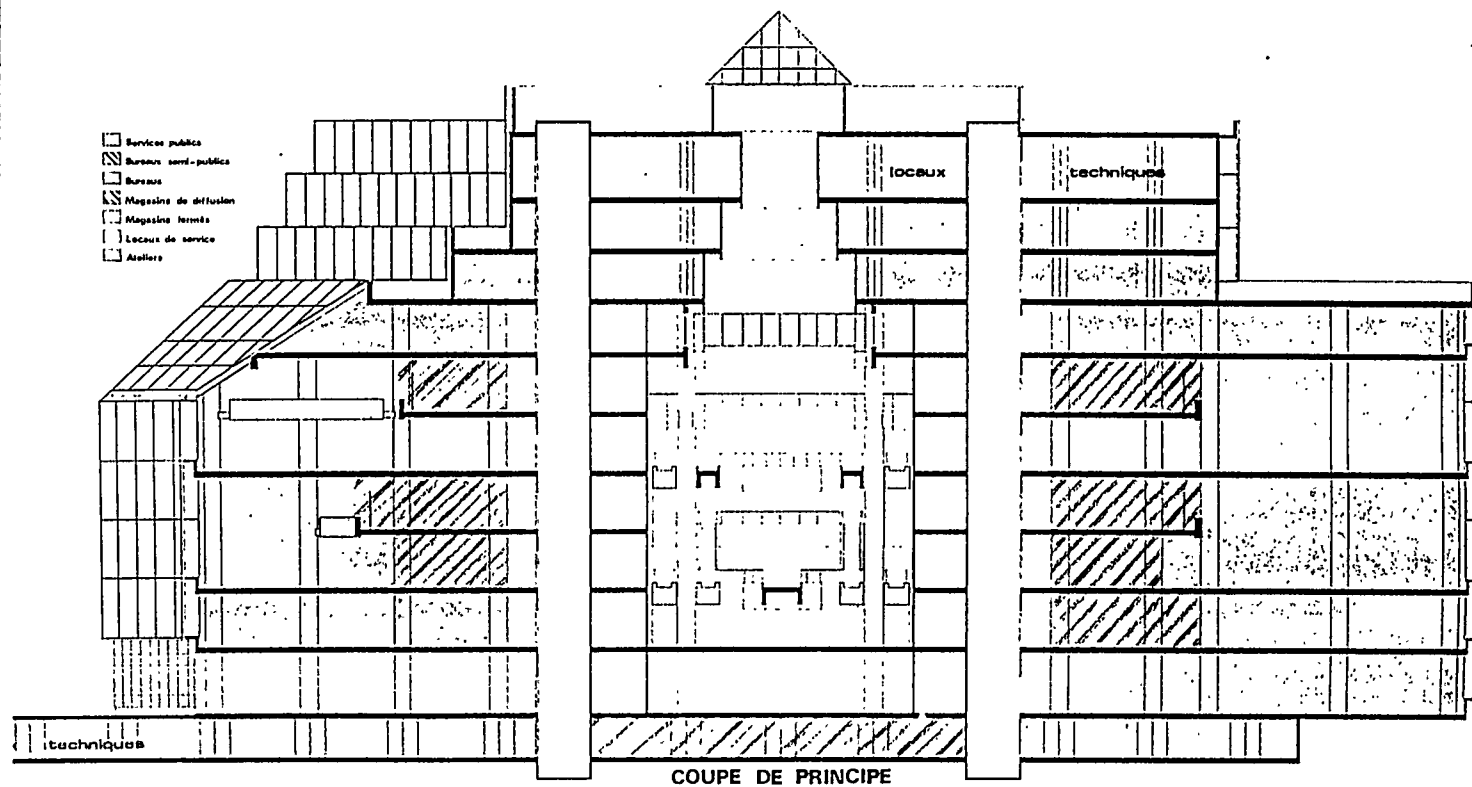 Services publics
Bureaux semi-publics
Bureaux
Magasins de diffusion
Magasins fermés
Locaux de service
Ateliers
locaux techniques
techniques
COUPE DE PRINCIPE